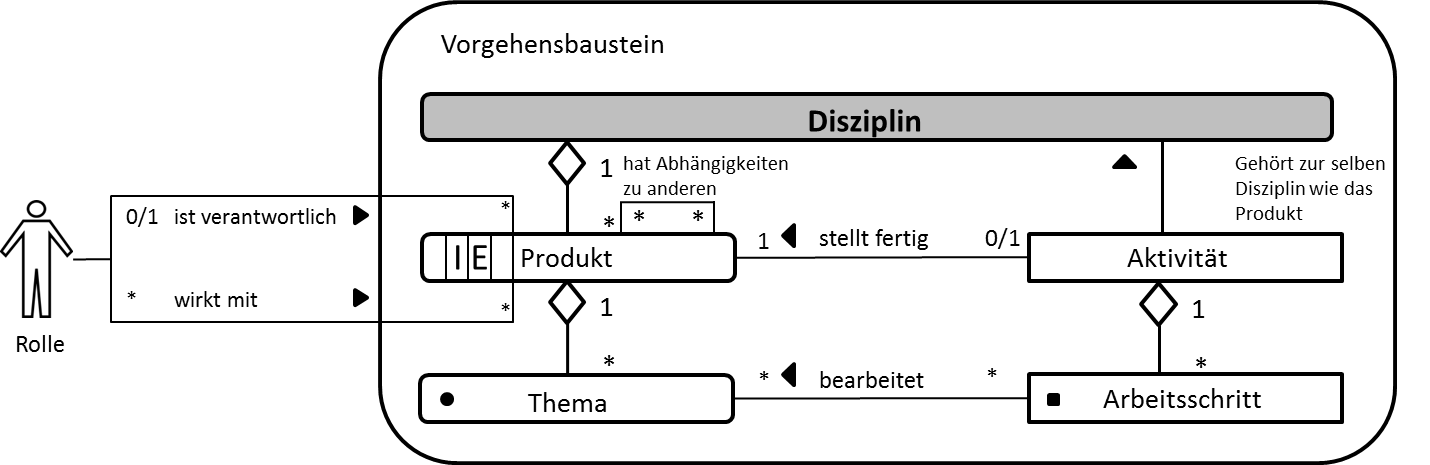 Vorgehensbaustein
Disziplin
1
hat Abhängigkeiten
zu anderen
Gehört zur selben
Disziplin wie das
Produkt
0/1 ist verantwortlich
*
*
* *
I E Produkt
1
stellt fertig
0/1
Aktivität
* wirkt mit
*
1
1
Rolle
*
*
Thema
*
bearbeitet
*
Arbeitsschritt